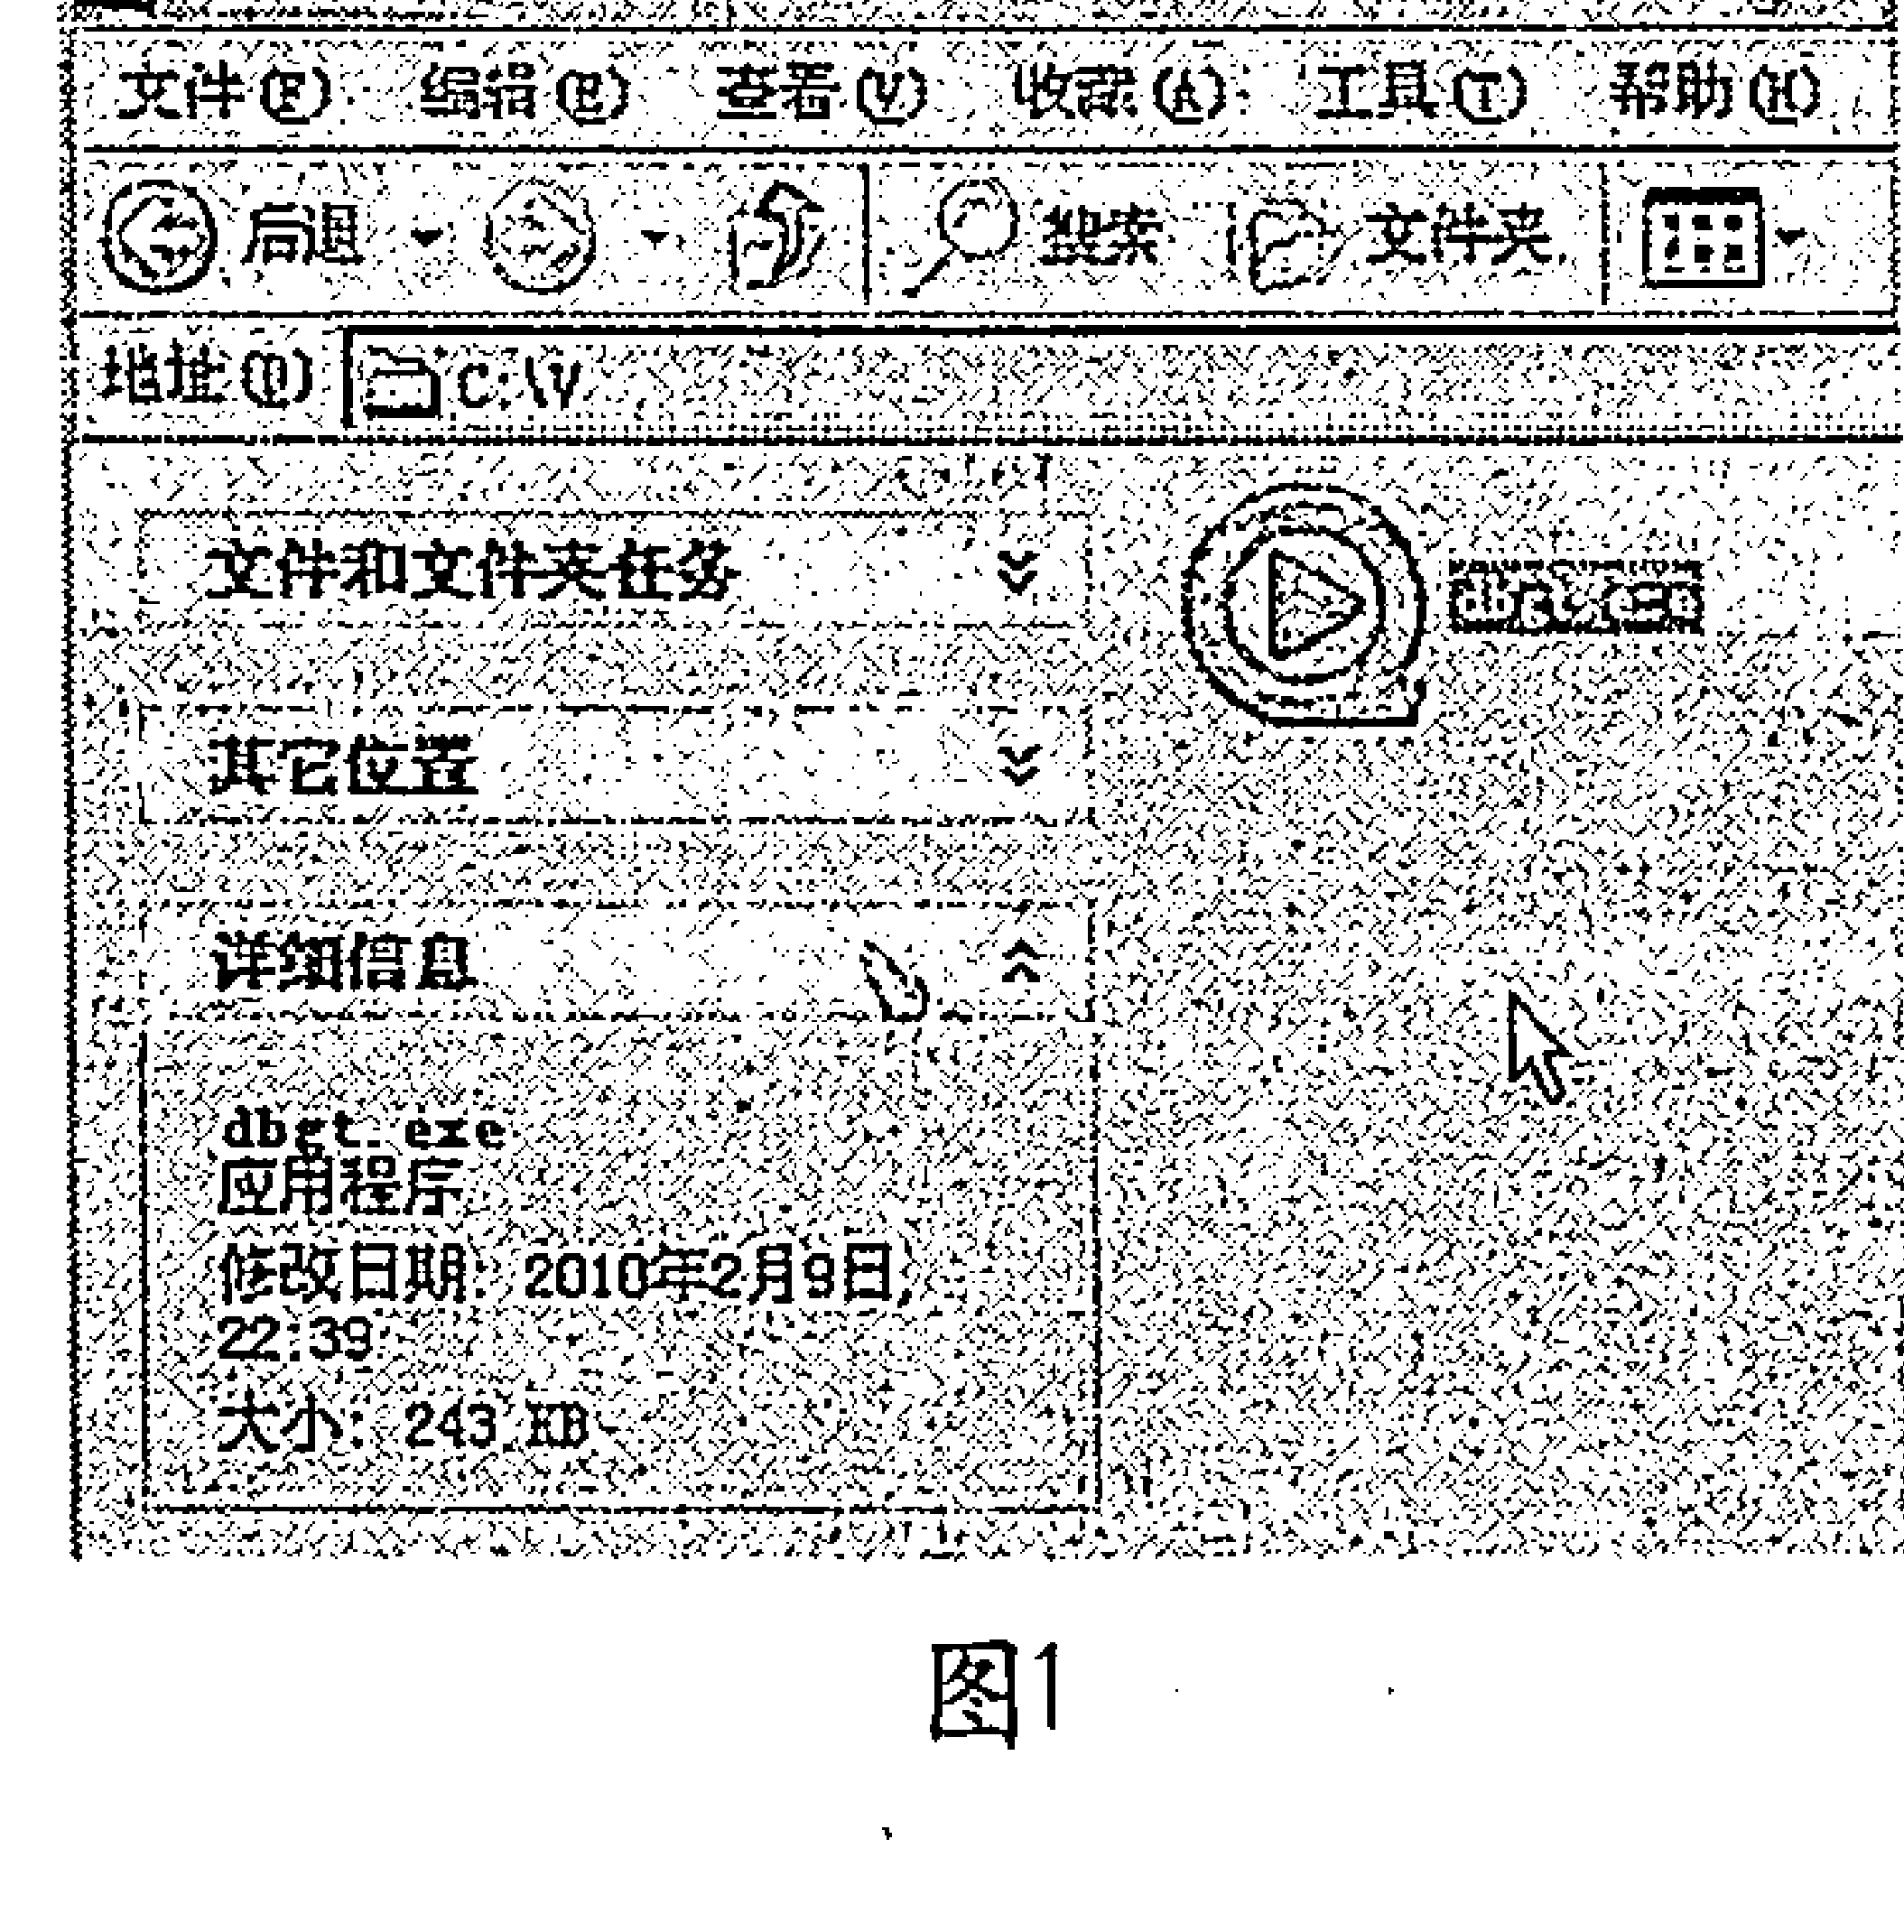 文件(F) 编辑(E) 查看(V) 收藏(A) 工具(T) 帮助(H)
后退 搜索 文件夹
地址(D) C:\V
文件和文件夹任务
dbgt.exe
其它位置
详细信息
dbgt.exe
应用程序
修改日期: 2010年2月9日,
22:39
大小: 243 KB
图1